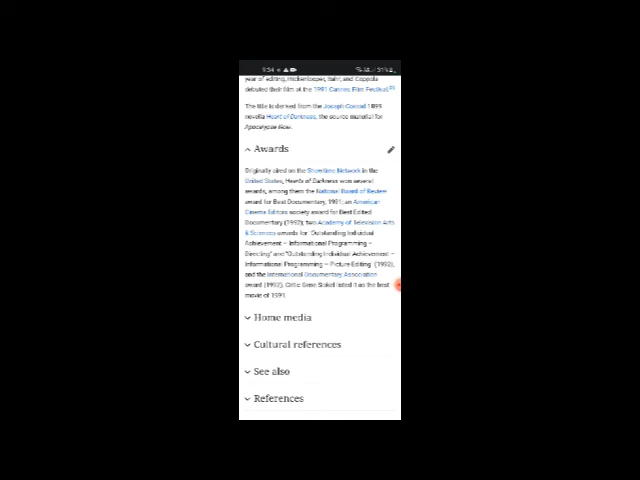 year of editing, Hickenlooper, Bahr, and Coppola
debuted their film at the 1991 Cannes Film Festival.
The title is derived from the Joseph Conrad 1899
novella Heart of Darkness, the source material for
Apocalypse Now.
Awards
Originally aired on the Showtime Network in the
United States, Hearts of Darkness won several
awards, among them the National Board of Review
award for Best Documentary, 1991; an American
Cinema Editors society award for Best Edited
Documentary (1992); two Academy of Television Arts
& Sciences awards for "Outstanding Individual
Achievement – Informational Programming –
Directing" and "Outstanding Individual Achievement –
Informational Programming – Picture Editing" (1992);
and the International Documentary Association
award (1992). Critic Gene Siskel listed it as the best
movie of 1991.
Home media
Cultural references
See also
References